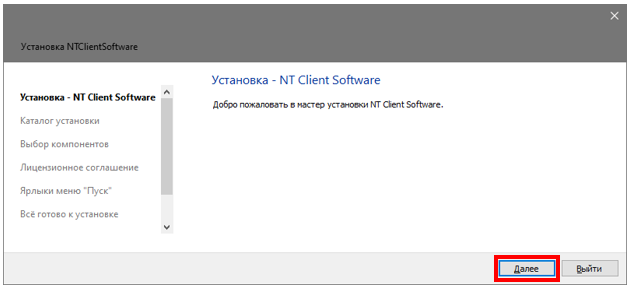 Установка NTClientSoftware
Установка - NT Client Software
Каталог установки
Выбор компонентов
Лицензионное соглашение
Ярлыки меню "Пуск"
Всё готово к установке
Установка - NT Client Software
Добро пожаловать в мастер установки NT Client Software.
Далее
Выйти